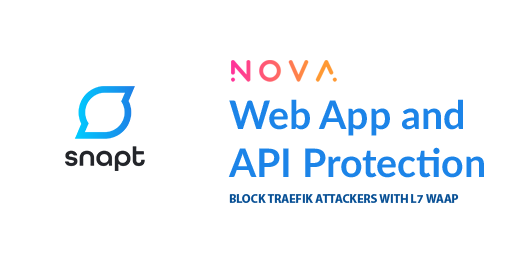 NOVA
Web App and
API Protection
snapt
BLOCK TRAEFIK ATTACKERS WITH L7 WAAP